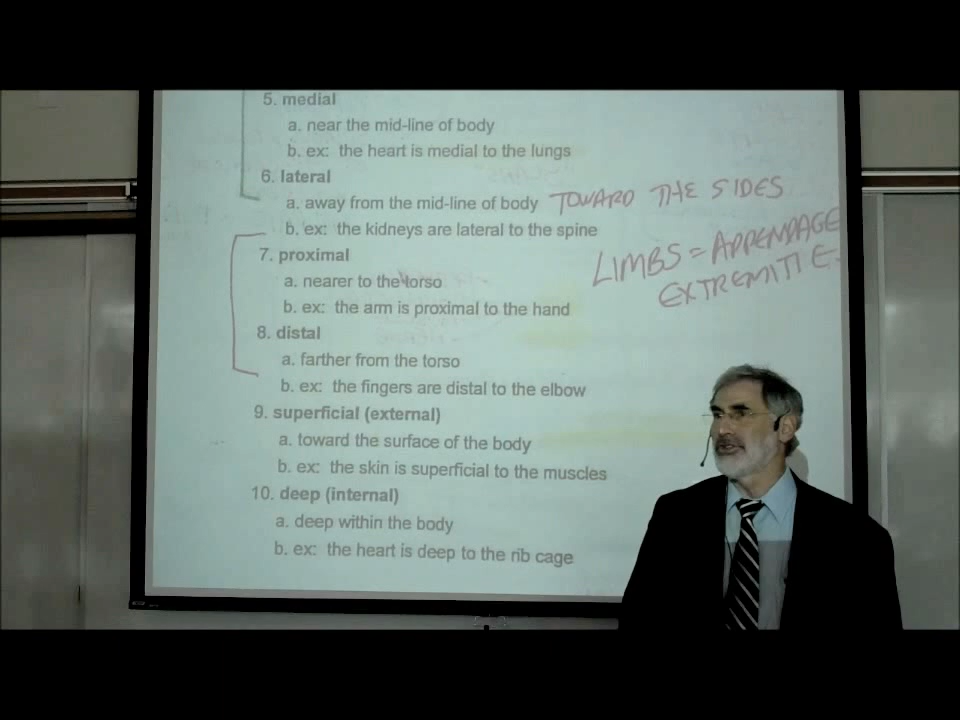 5. medial
a. near the mid-line of body
b. ex: the heart is medial to the lungs
6. lateral
a. away from the mid-line of body TOWARD THE SIDES
b. ex: the kidneys are lateral to the spine
7. proximal
LIMBS = APPENDAGE
a. nearer to the torso
EXTREMITIE
b. ex: the arm is proximal to the hand
8. distal
a. farther from the torso
b. ex: the fingers are distal to the elbow
9. superficial (external)
a. toward the surface of the body
b. ex: the skin is superficial to the muscles
10. deep (internal)
a. deep within the body
b. ex: the heart is deep to the rib cage